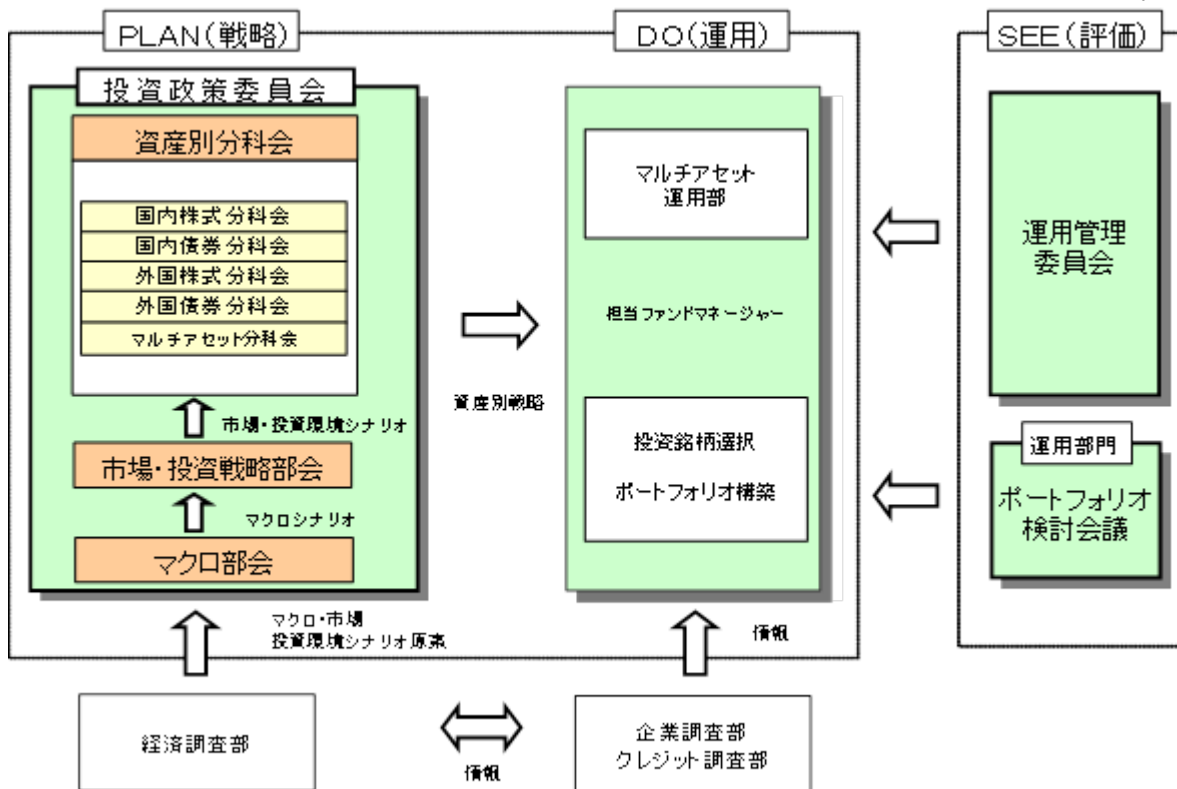 PLAN(戦略)
投資政策委員会
資産別分科会
国内株式分科会
国内債券分科会
外国株式分科会
外国債券分科会
マルチアセット分科会
市場・投資環境シナリオ
市場・投資戦略部会
マクロシナリオ
マクロ部会
マクロ・市場
投資環境シナリオ原案
経済調査部
資産別戦略
情報
DO(運用)
マルチアセット
運用部
担当ファンドマネージャー
投資銘柄選択
ポートフォリオ構築
情報
企業調査部
クレジット調査部
SEE(評価)
運用管理
委員会
運用部門
ポートフォリオ
検討会議